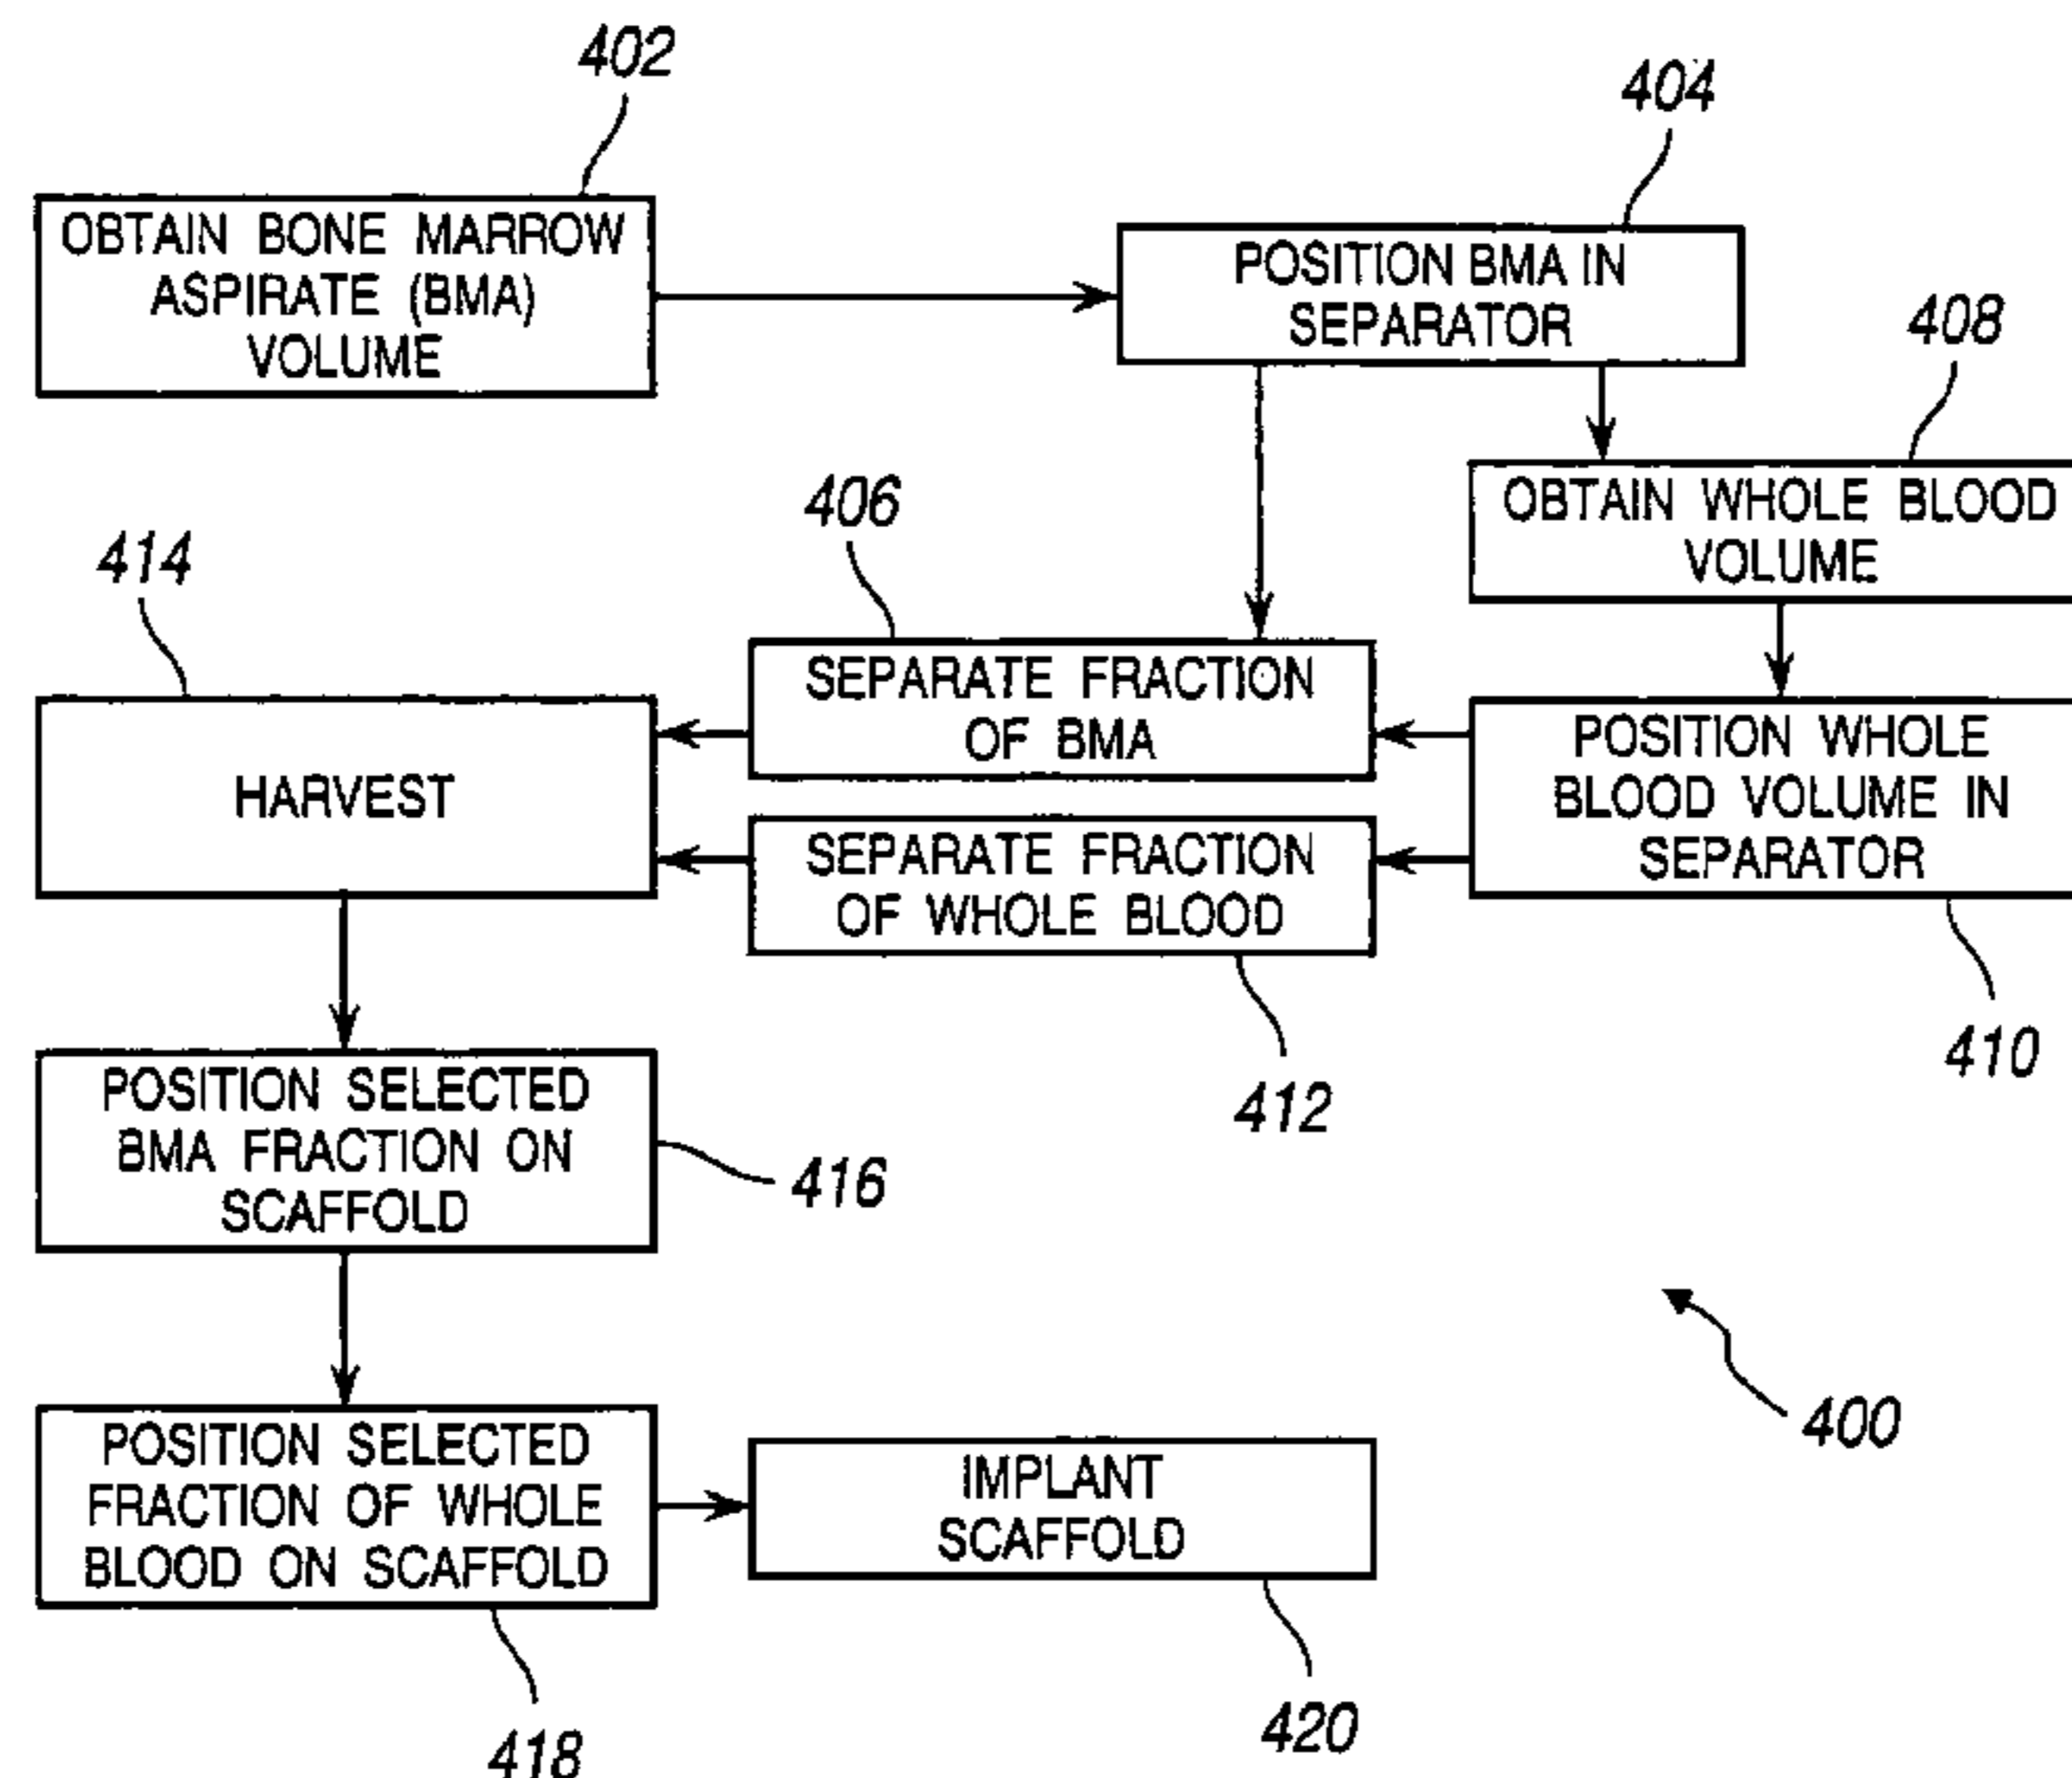 402
404
OBTAIN BONE MARROW
ASPIRATE (BMA)
VOLUME
POSITION BMA IN
SEPARATOR
408
406
OBTAIN WHOLE BLOOD
VOLUME
414
SEPARATE FRACTION
OF BMA
HARVEST
POSITION WHOLE
BLOOD VOLUME IN
SEPARATOR
SEPARATE FRACTION
OF WHOLE BLOOD
412
410
POSITION SELECTED
BMA FRACTION ON
SCAFFOLD
416
400
POSITION SELECTED
FRACTION OF WHOLE
BLOOD ON SCAFFOLD
IMPLANT
SCAFFOLD
418
420